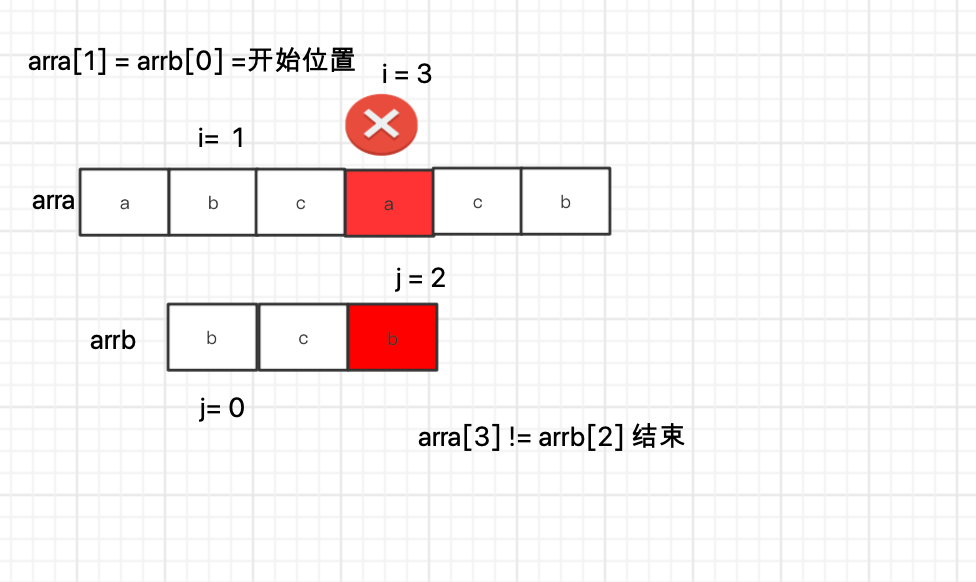 arra[1] = arrb[0] =开始位置
i = 3
i= 1
arra
a b c a c b
j = 2
arrb
b c b
j= 0
arra[3] != arrb[2] 结束